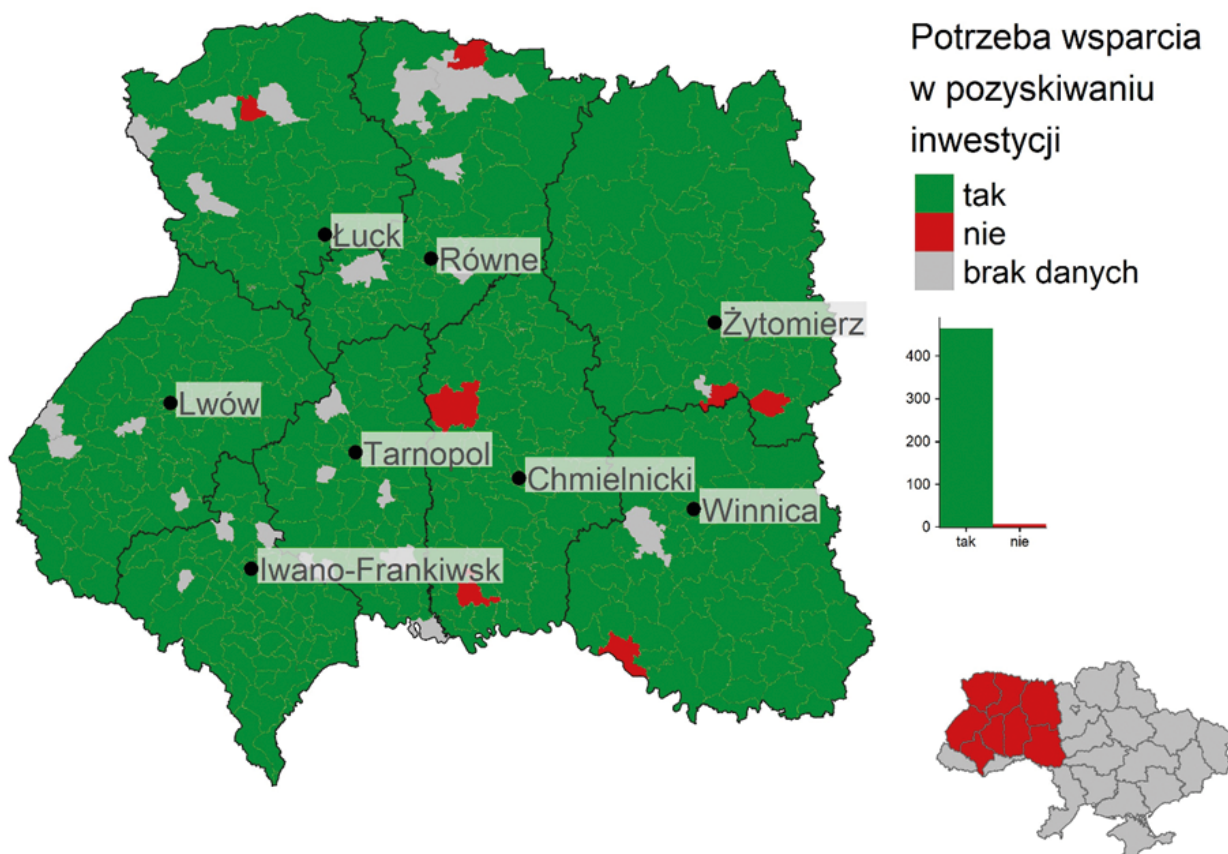 Potrzeba wsparcia
w pozyskiwaniu
inwestycji
tak
nie
brak danych
Łuck
Równe
Żytomierz
Lwów
Tarnopol
Chmielnicki
Winnica
Iwano-Frankiwsk
400
300
200
100
0
tak nie